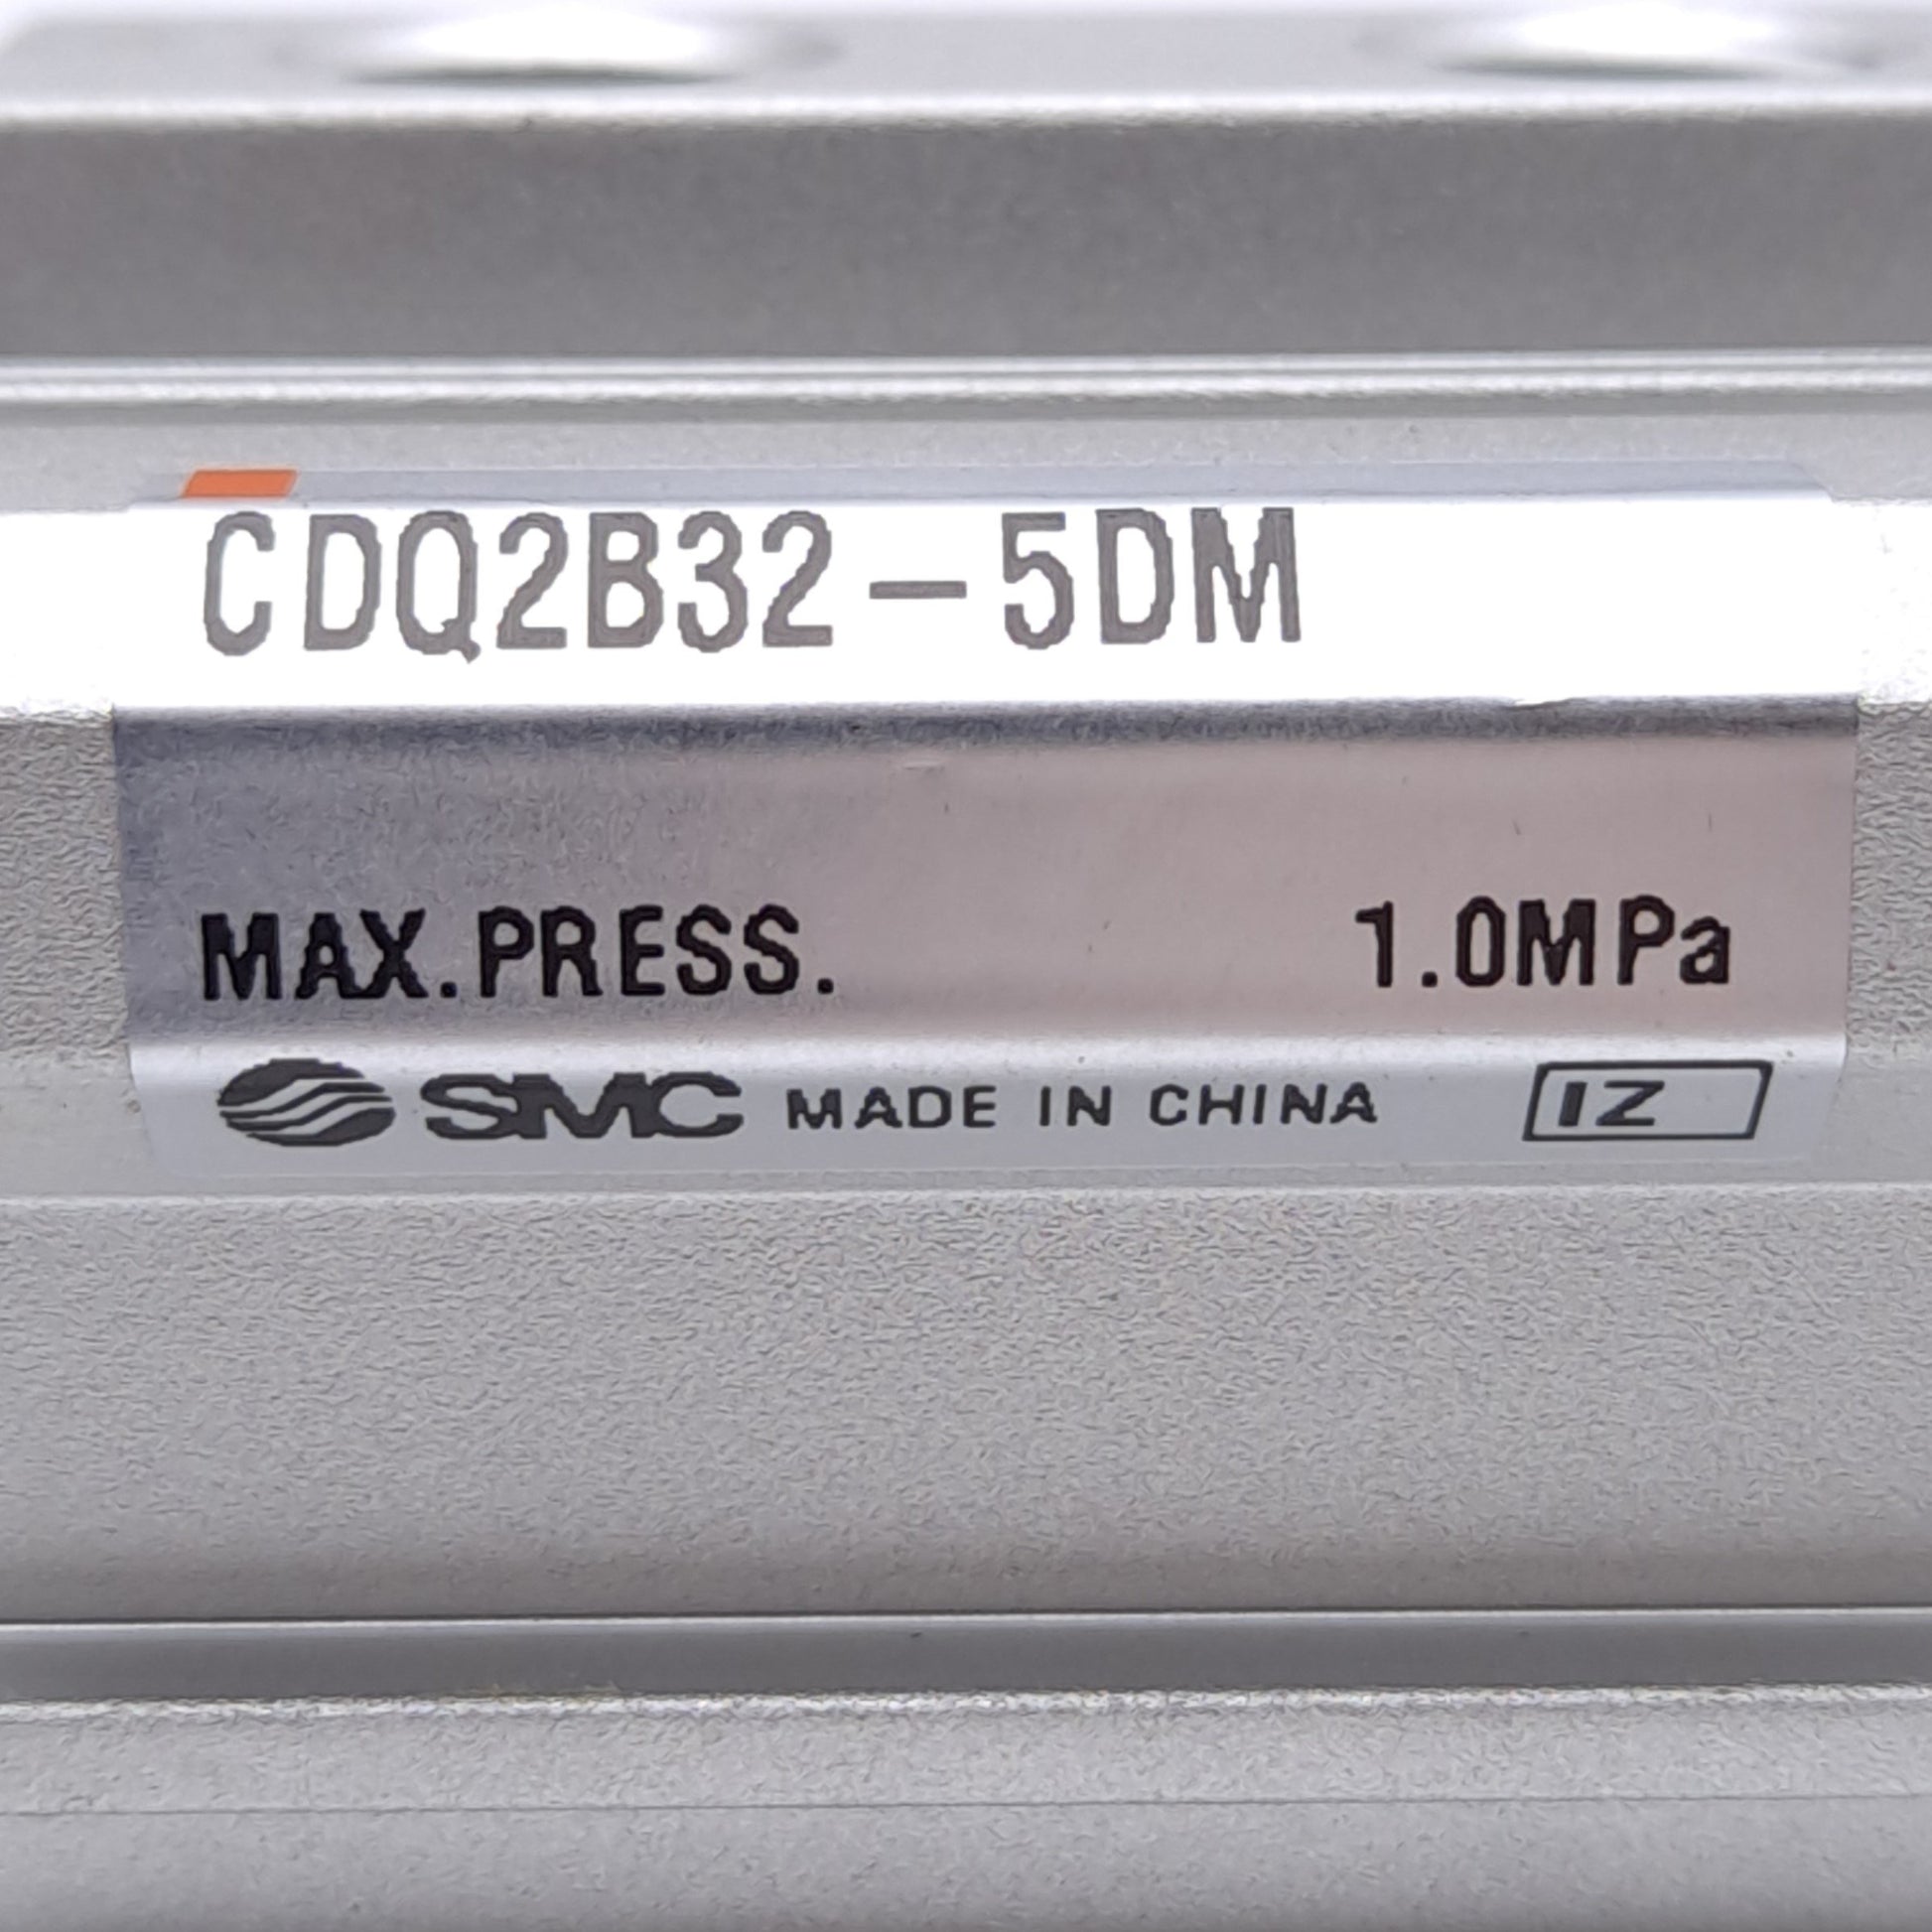 CDQ2B32-5DM
MAX.PRESS. 1.0MPa
SMC MADE IN CHINA IZ